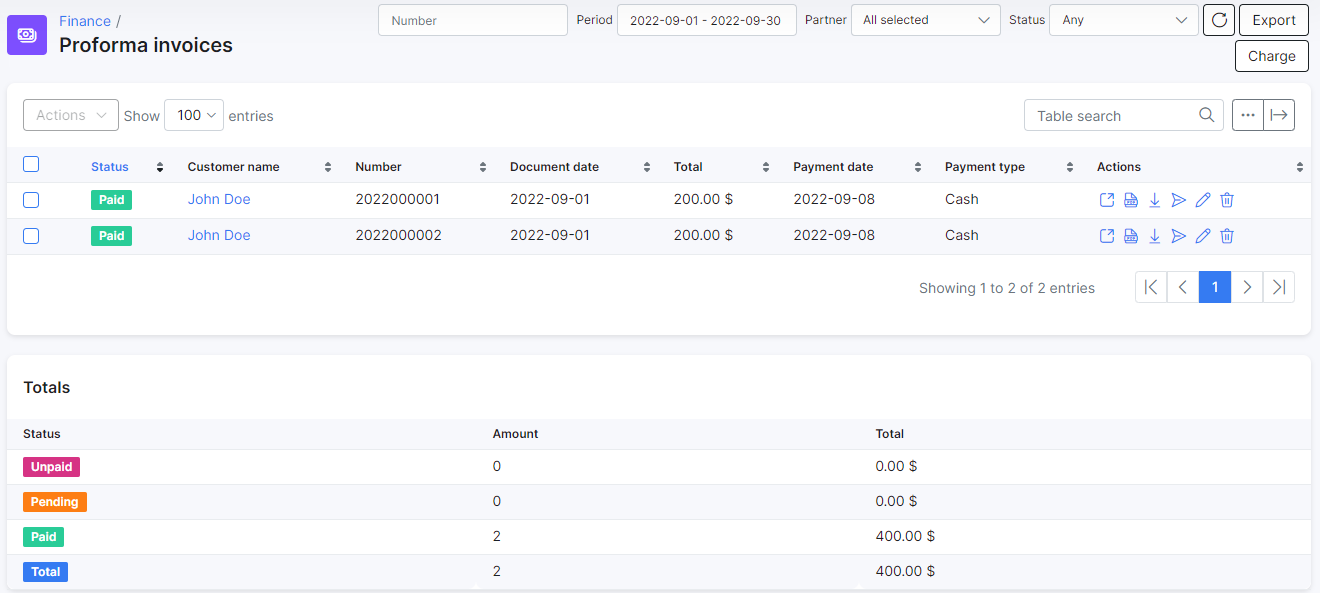 Finance /
Proforma invoices
Number
Period
2022-09-01 - 2022-09-30
Partner
All selected
Status
Any
Export
Charge
Actions
Show 100 entries
Table search
Status Customer name Number Document date Total Payment date Payment type Actions
Paid John Doe 2022000001 2022-09-01 200.00 $ 2022-09-08 Cash
Paid John Doe 2022000002 2022-09-01 200.00 $ 2022-09-08 Cash
Showing 1 to 2 of 2 entries
1
Totals
Status Amount Total
Unpaid 0 0.00 $
Pending 0 0.00 $
Paid 2 400.00 $
Total 2 400.00 $